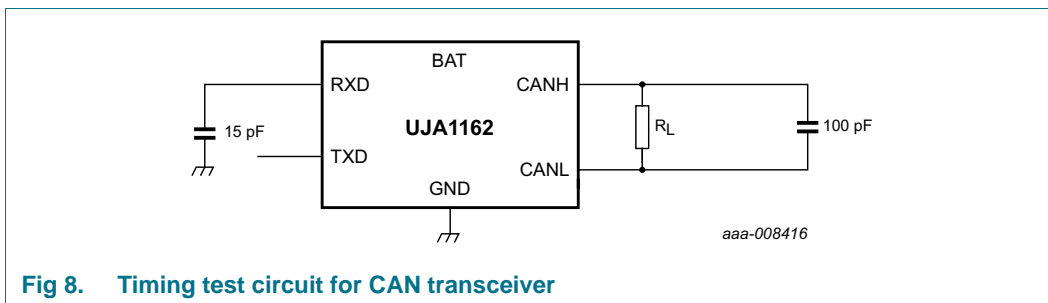 BAT
RXD
CANH
15 pF
UJA1162
R_L
100 pF
TXD
CANL
GND
aaa-008416
Fig 8. Timing test circuit for CAN transceiver